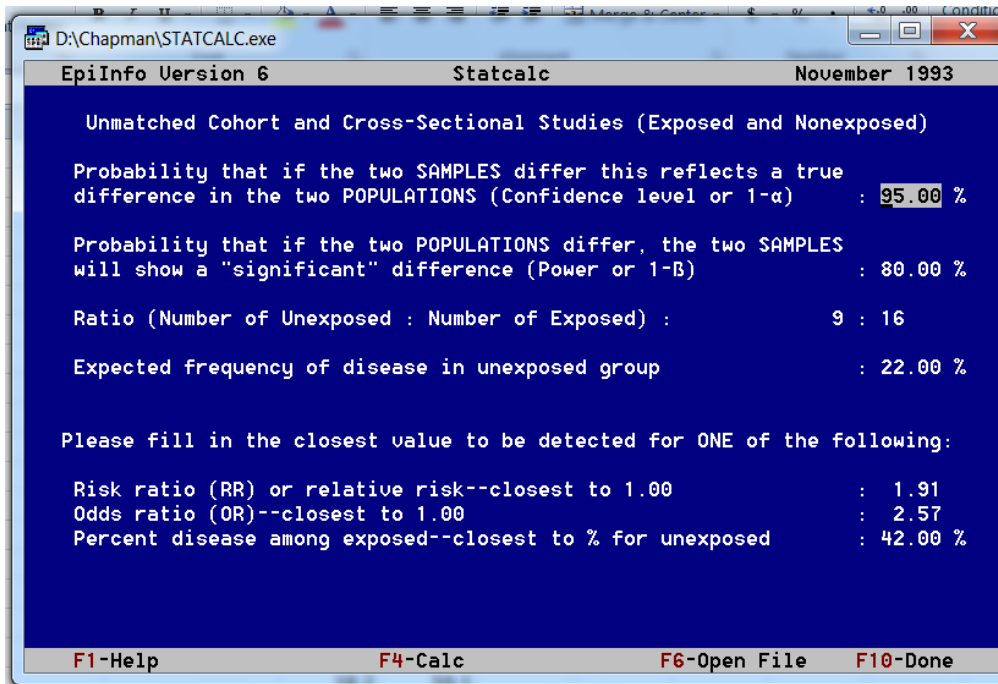 Merge & Center
D:\Chapman\STATCALC.exe
EpiInfo Version 6 Statcalc November 1993
Unmatched Cohort and Cross-Sectional Studies (Exposed and Nonexposed)
Probability that if the two SAMPLES differ this reflects a true
difference in the two POPULATIONS (Confidence level or 1-α) : 95.00 %
Probability that if the two POPULATIONS differ, the two SAMPLES
will show a "significant" difference (Power or 1-ß) : 80.00 %
Ratio (Number of Unexposed : Number of Exposed) : 9 : 16
Expected frequency of disease in unexposed group : 22.00 %
Please fill in the closest value to be detected for ONE of the following:
Risk ratio (RR) or relative risk--closest to 1.00 : 1.91
Odds ratio (OR)--closest to 1.00 : 2.57
Percent disease among exposed--closest to % for unexposed : 42.00 %
F1-Help F4-Calc F6-Open File F10-Done